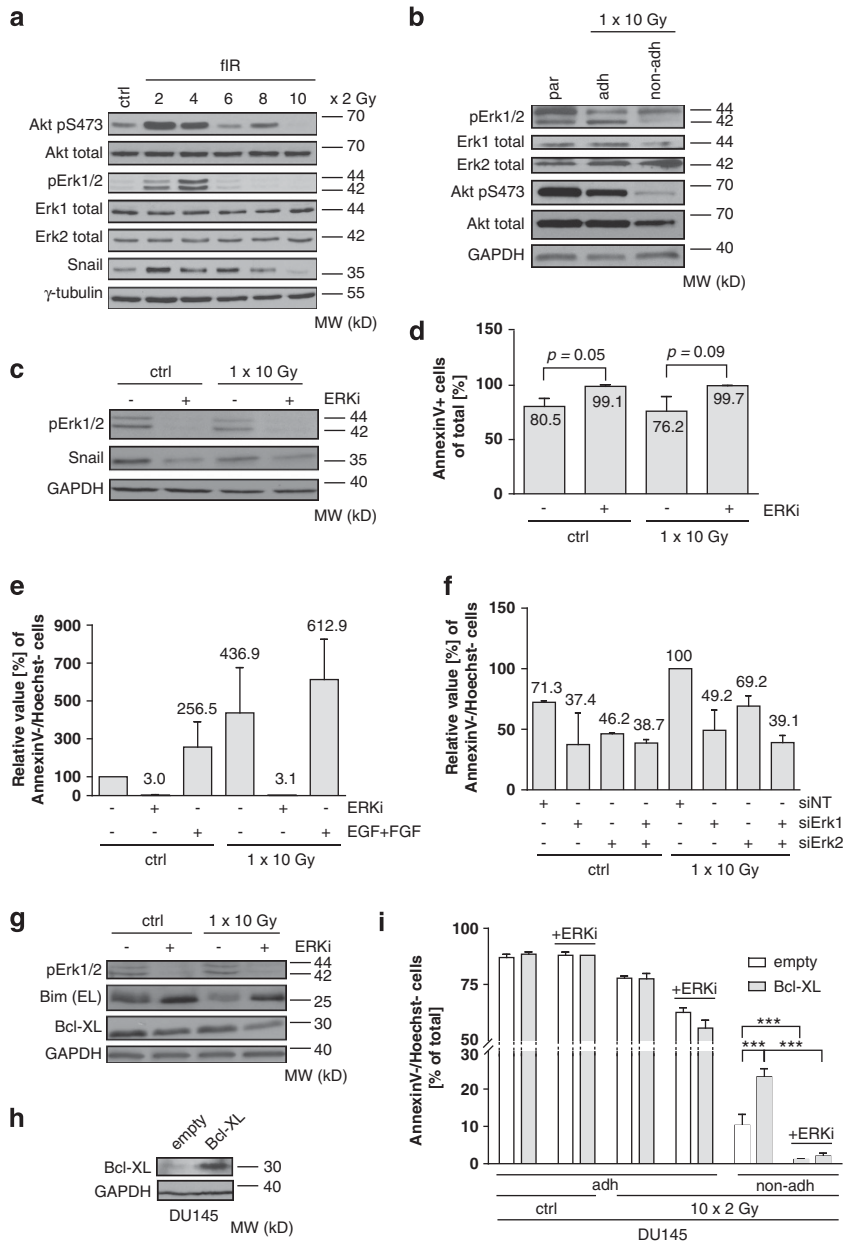 a
fIR
ctrl 2 4 6 8 10 x 2 Gy
Akt pS473 70
Akt total 70
pErk1/2 44
42
Erk1 total 44
Erk2 total 42
Snail 35
γ-tubulin 55
MW (kD)
b
1 x 10 Gy
par adh non-adh
pErk1/2 44
42
Erk1 total 44
Erk2 total 42
Akt pS473 70
Akt total 70
GAPDH 40
MW (kD)
c
ctrl 1 x 10 Gy
- + - + ERKi
pErk1/2 44
42
Snail 35
GAPDH 40
MW (kD)
d
AnnexinV+ cells
of total [%]
150
100
50
0
p = 0.05 p = 0.09
80.5 99.1 76.2 99.7
- + - + ERKi
ctrl 1 x 10 Gy
e
Relative value [%] of
AnnexinV-/Hoechst- cells
900
700
500
300
100
0
3.0 256.5 436.9 3.1 612.9
- + - - + - ERKi
- - + - - + EGF+FGF
ctrl 1 x 10 Gy
f
Relative value [%] of
AnnexinV-/Hoechst- cells
150
100
50
0
71.3 37.4 46.2 38.7 100 49.2 69.2 39.1
+ - - - + - - - siNT
- + - + - + - + siErk1
- - + + - - + + siErk2
ctrl 1 x 10 Gy
g
ctrl 1 x 10 Gy
- + - + ERKi
pErk1/2 44
42
Bim (EL) 25
Bcl-XL 30
GAPDH 40
MW (kD)
h
empty Bcl-XL
Bcl-XL 30
GAPDH 40
DU145 MW (kD)
i
AnnexinV-/Hoechst- cells
[% of total]
100
75
50
30
20
10
0
+ERKi
+ERKi
empty
Bcl-XL
***
*** ***
+ERKi
adh non-adh
ctrl 10 x 2 Gy
DU145